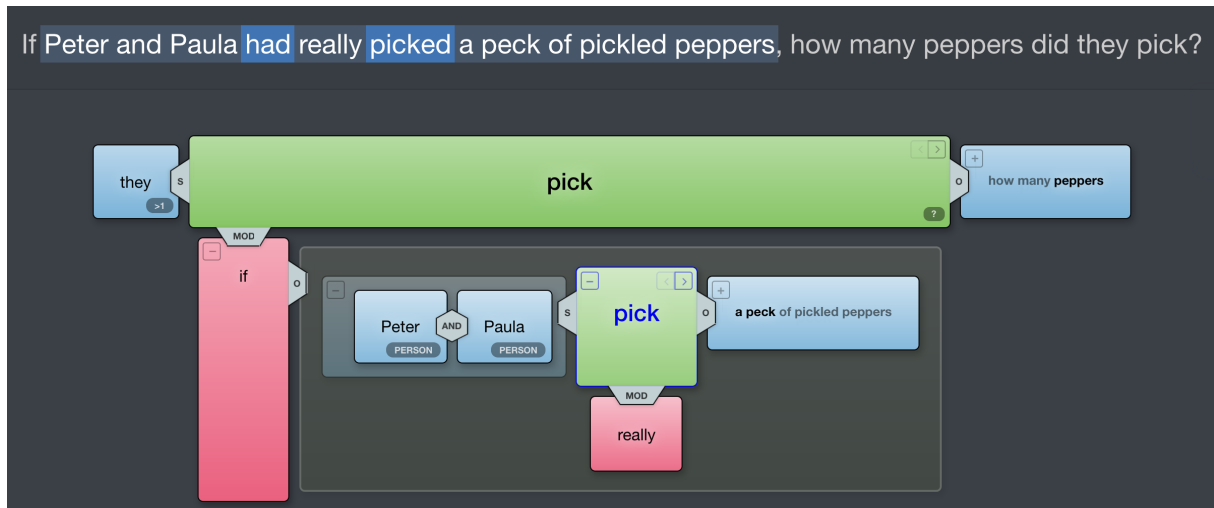 If Peter and Paula had really picked a peck of pickled peppers, how many peppers did they pick?
they
>1
S
pick
< >
?
O
+
how many peppers
MOD
−
if
O
−
Peter
PERSON
AND
Paula
PERSON
S
−
< >
pick
O
+
a peck of pickled peppers
MOD
really